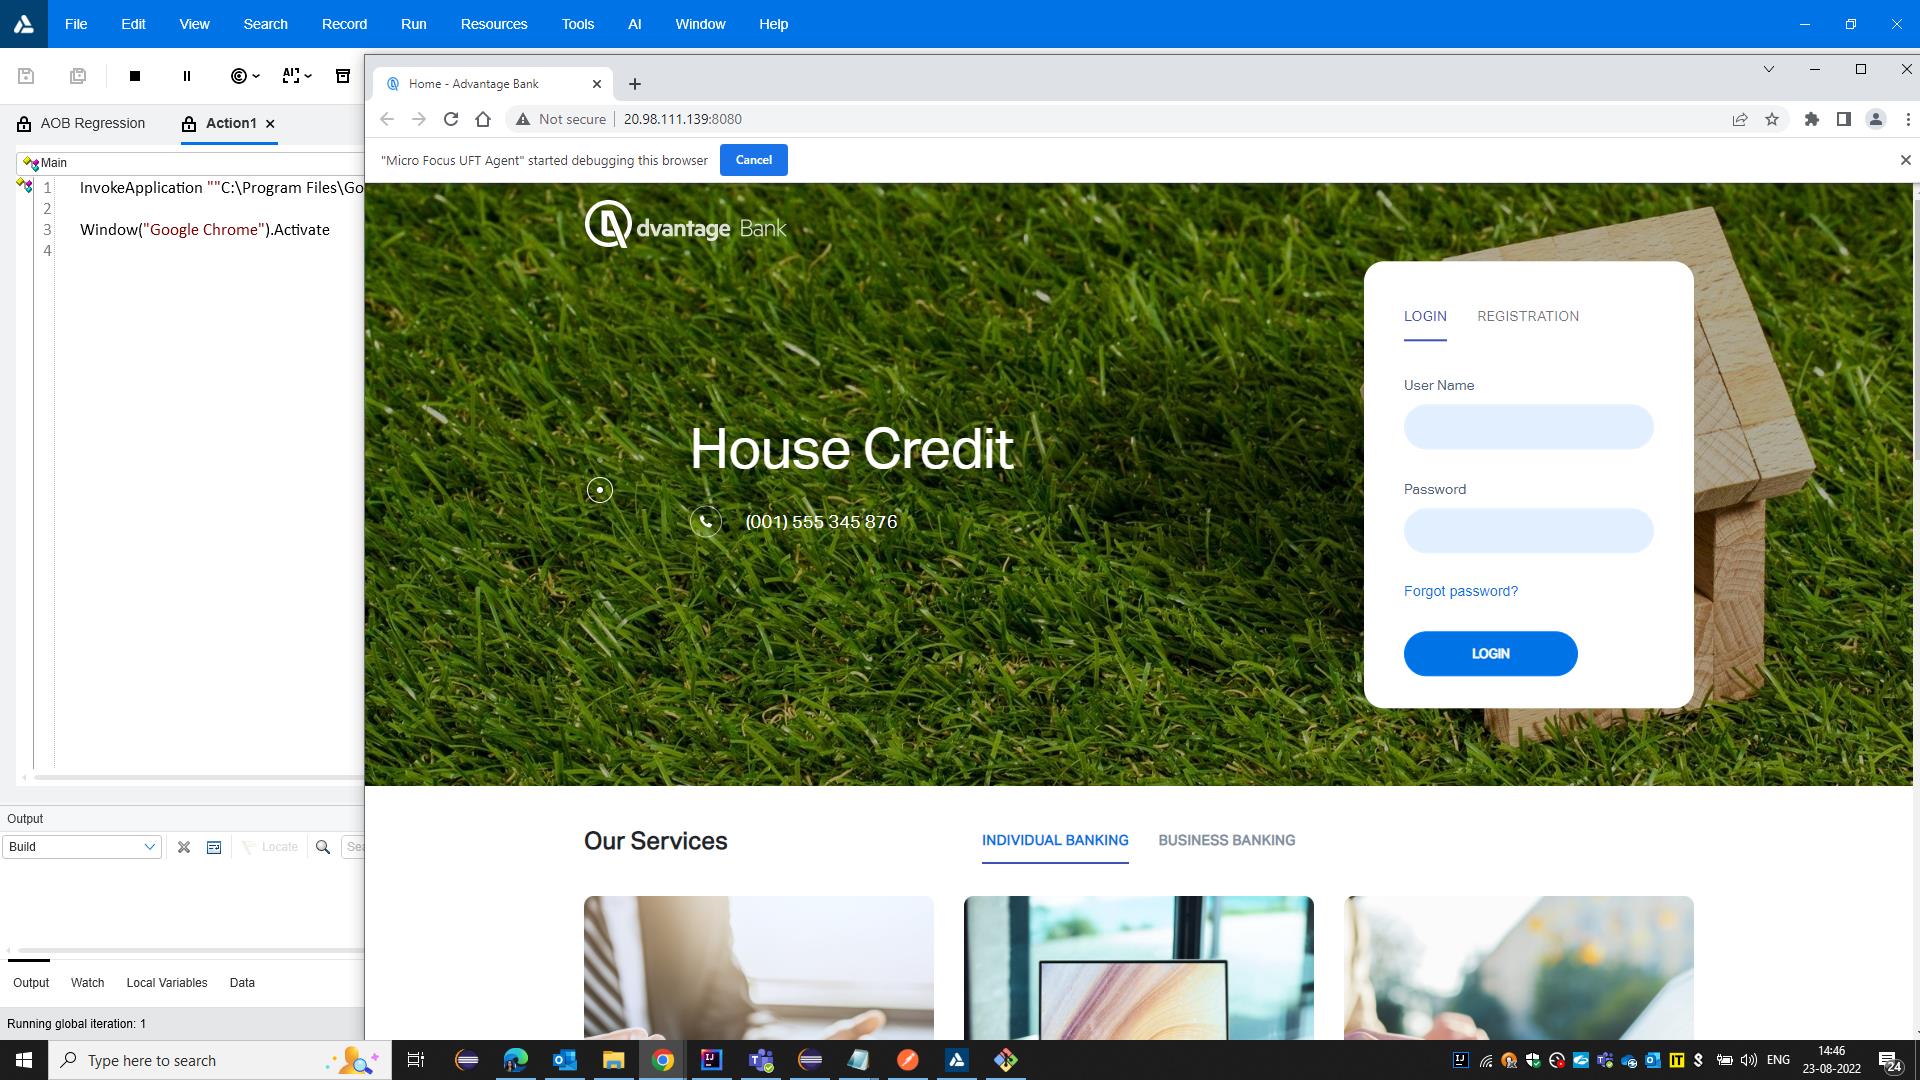 File Edit View Search Record Run Resources Tools AI Window Help
Home - Advantage Bank
Not secure 20.98.111.139:8080
"Micro Focus UFT Agent" started debugging this browser Cancel
AOB Regression Action1
Main
1 InvokeApplication ""C:\Program Files\Go
2
3 Window("Google Chrome").Activate
4
Advantage Bank
LOGIN REGISTRATION
User Name
House Credit
Password
(001) 555 345 876
Forgot password?
LOGIN
Output
Build
Locate
Sea
Our Services
INDIVIDUAL BANKING BUSINESS BANKING
Output Watch Local Variables Data
Running global iteration: 1
Type here to search
ENG
14:46
23-08-2022
24